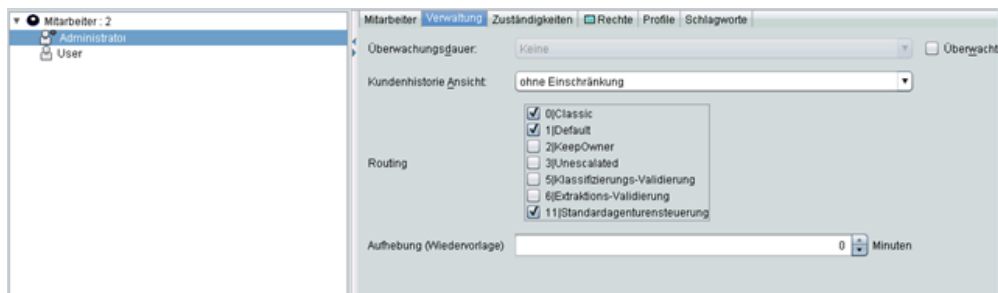 Mitarbeiter : 2
Administrator
User
Mitarbeiter Verwaltung Zuständigkeiten Rechte Profile Schlagworte
Überwachungsdauer: Keine Überwacht
Kundenhistorie Ansicht: ohne Einschränkung
Routing
0|Classic
1|Default
2|KeepOwner
3|Unescalated
5|Klassifizierungs-Validierung
6|Extraktions-Validierung
11|Standardagenturensteuerung
Aufhebung (Wiedervorlage) 0 Minuten